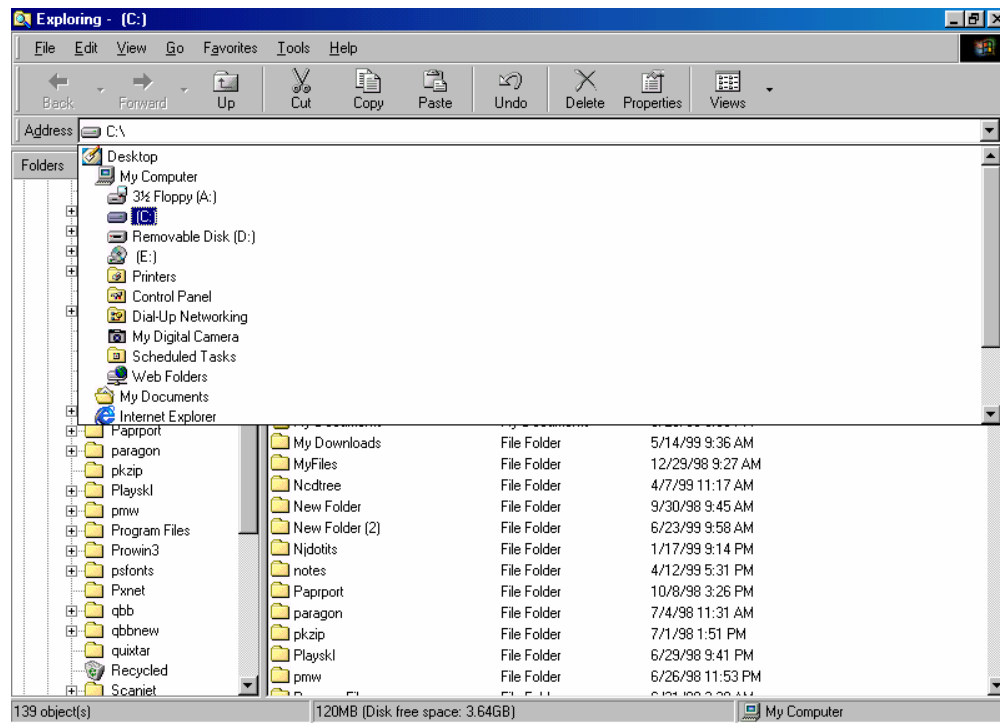 Exploring - (C:)
File Edit View Go Favorites Tools Help
Back Forward Up Cut Copy Paste Undo Delete Properties Views
Address C:\
Folders
Desktop
My Computer
3½ Floppy (A:)
(C:)
Removable Disk (D:)
(E:)
Printers
Control Panel
Dial-Up Networking
My Digital Camera
Scheduled Tasks
Web Folders
My Documents
Internet Explorer
Paprport
paragon
pkzip
Playskl
pmw
Program Files
Prowin3
psfonts
Pxnet
qbb
qbbnew
quixtar
Recycled
Scanjet
My Downloads File Folder 5/14/99 9:36 AM
MyFiles File Folder 12/29/98 9:27 AM
Ncdtree File Folder 4/7/99 11:17 AM
New Folder File Folder 9/30/98 9:45 AM
New Folder (2) File Folder 6/23/99 9:58 AM
Njdotits File Folder 1/17/99 9:14 PM
notes File Folder 4/12/99 5:31 PM
Paprport File Folder 10/8/98 3:26 PM
paragon File Folder 7/4/98 11:31 AM
pkzip File Folder 7/1/98 1:51 PM
Playskl File Folder 6/29/98 9:41 PM
pmw File Folder 6/26/98 11:53 PM
139 object(s) 120MB (Disk free space: 3.64GB) My Computer